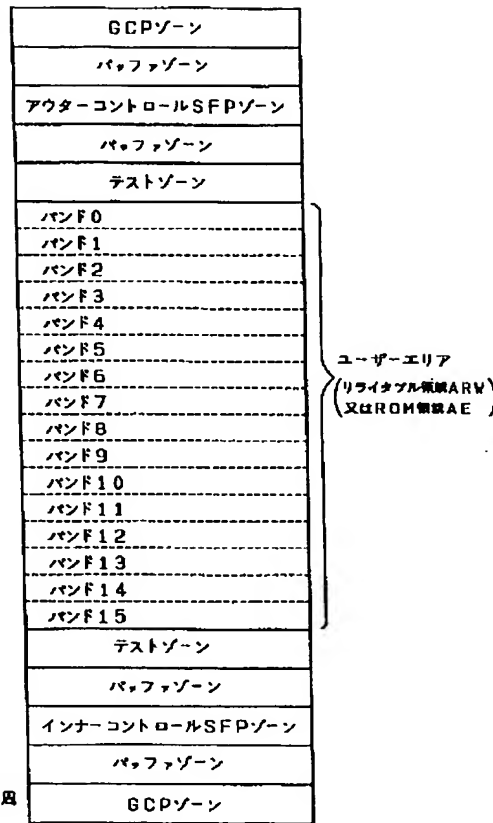 GCPゾーン
バッファゾーン
アウターコントロールSFPゾーン
バッファゾーン
テストゾーン
バンド0
バンド1
バンド2
バンド3
バンド4
バンド5
バンド6
バンド7
バンド8
バンド9
バンド10
バンド11
バンド12
バンド13
バンド14
バンド15
ユーザーエリア
(リライタブル領域ARW
又はROM領域AE)
テストゾーン
バッファゾーン
インナーコントロールSFPゾーン
バッファゾーン
周
GCPゾーン